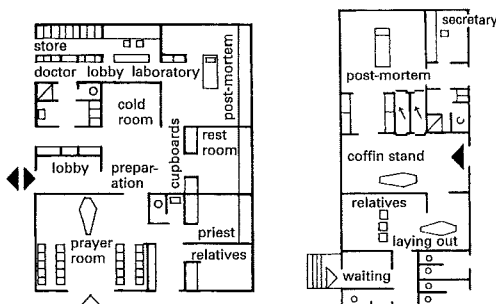 store
doctor lobby laboratory
post-mortem
cold
room
cupboards
rest
room
lobby
prepar-
ation
prayer
room
priest
relatives
secretary
post-mortem
coffin stand
relatives
laying out
waiting